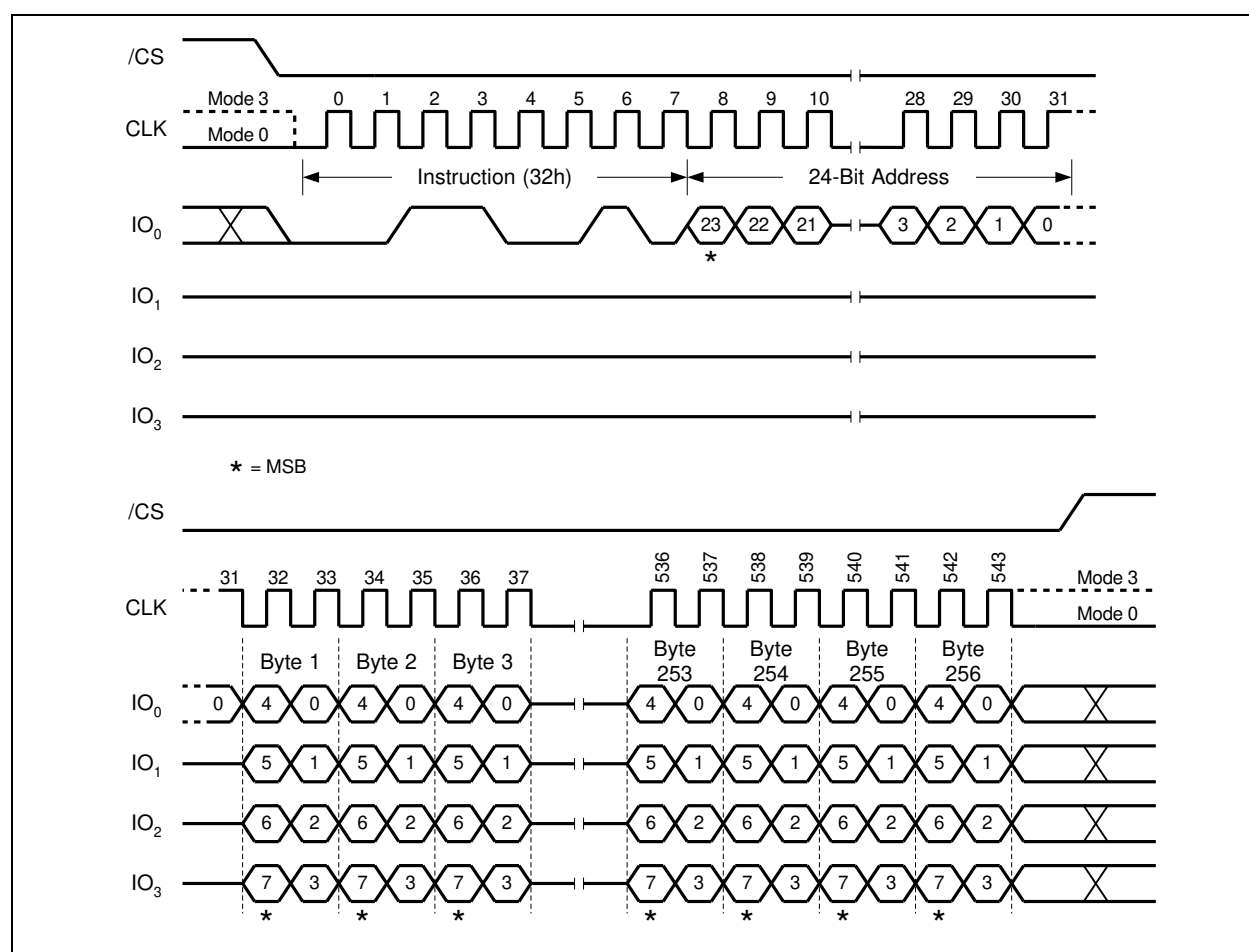 /CS
Mode 3 0 1 2 3 4 5 6 7 8 9 10 28 29 30 31
CLK
Mode 0
Instruction (32h) 24-Bit Address
IO0 23 22 21 3 2 1 0
*
IO1
IO2
IO3
* = MSB
/CS
31 32 33 34 35 36 37 536 537 538 539 540 541 542 543 Mode 3
CLK
Mode 0
Byte 1 Byte 2 Byte 3 Byte 253 Byte 254 Byte 255 Byte 256
IO0 0 4 0 4 0 4 0 4 0 4 0 4 0 4 0
IO1 5 1 5 1 5 1 5 1 5 1 5 1 5 1
IO2 6 2 6 2 6 2 6 2 6 2 6 2 6 2
IO3 7 3 7 3 7 3 7 3 7 3 7 3 7 3
* * * * * * *